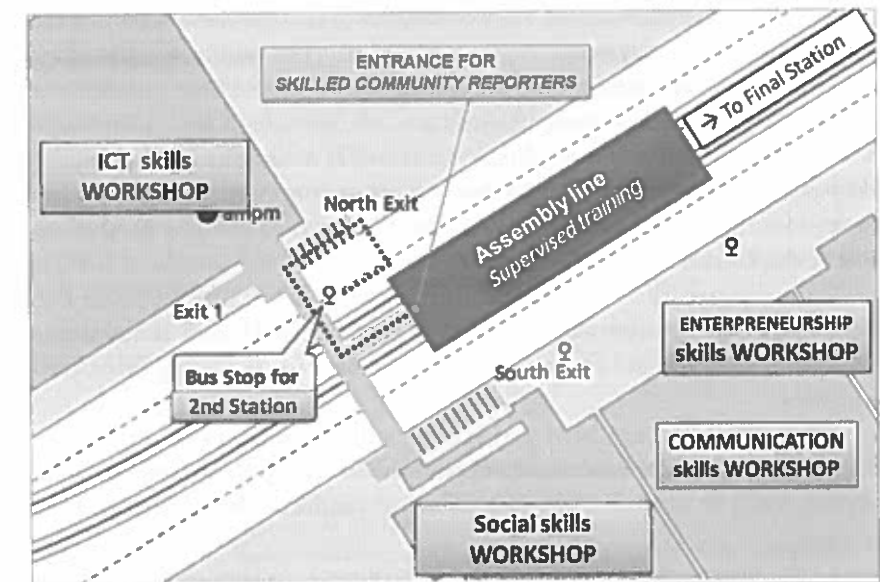 ENTRANCE FOR
SKILLED COMMUNITY REPORTERS
→ To Final Station
ICT skills
WORKSHOP
ampm
North Exit
Assembly line
Supervised training
Exit 1
Bus Stop for
2nd Station
South Exit
ENTERPRENEURSHIP
skills WORKSHOP
COMMUNICATION
skills WORKSHOP
Social skills
WORKSHOP